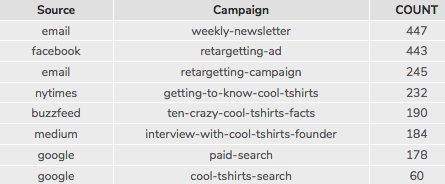 Source Campaign COUNT
email weekly-newsletter 447
facebook retargetting-ad 443
email retargetting-campaign 245
nytimes getting-to-know-cool-tshirts 232
buzzfeed ten-crazy-cool-tshirts-facts 190
medium interview-with-cool-tshirts-founder 184
google paid-search 178
google cool-tshirts-search 60